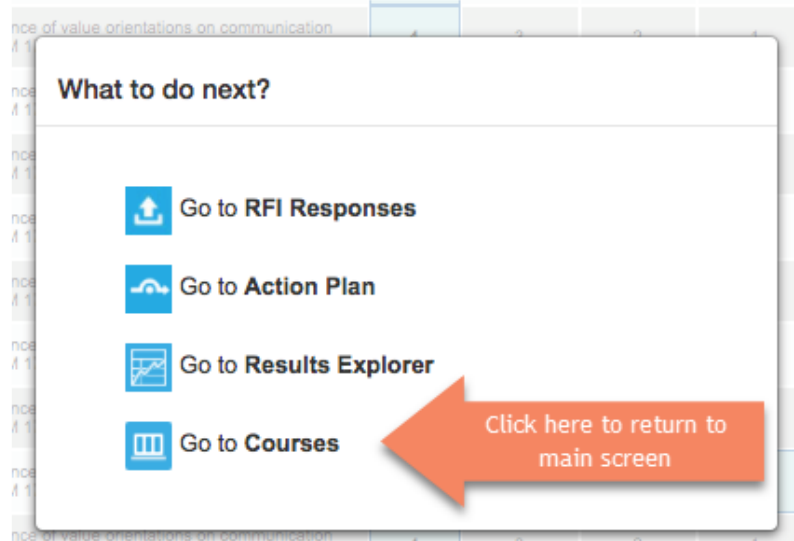 nce of value orientations on communication
What to do next?
Go to RFI Responses
Go to Action Plan
Go to Results Explorer
Go to Courses
Click here to return to
main screen
nce of value orientations on communication